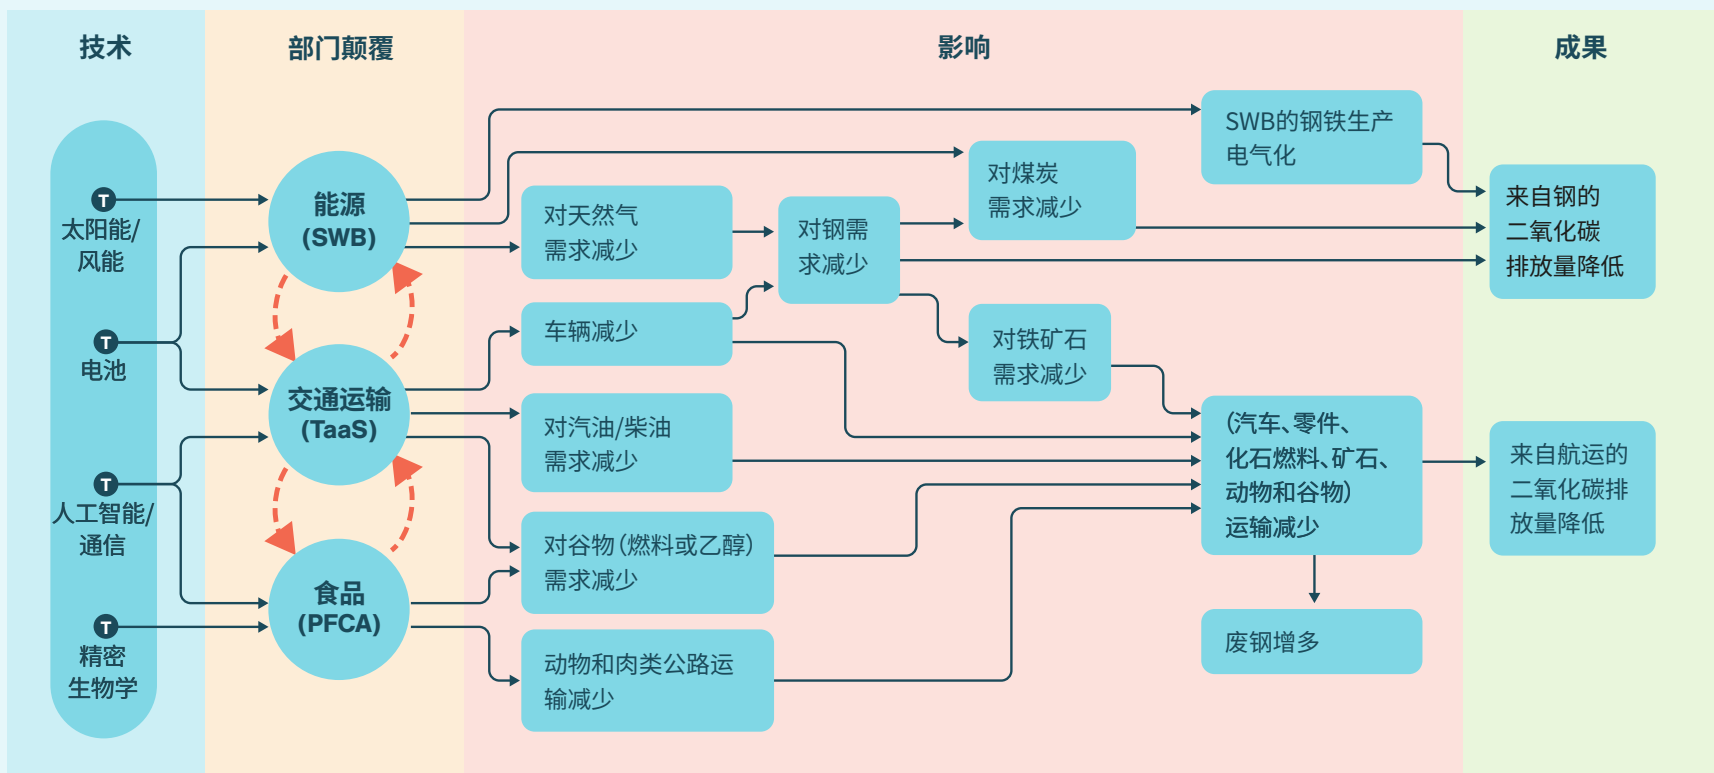 技术
部门颠覆
影响
成果
T
太阳能/
风能
T
电池
T
人工智能/
通信
T
精密
生物学
能源
(SWB)
交通运输
(TaaS)
食品
(PFCA)
对天然气
需求减少
车辆减少
对汽油/柴油
需求减少
对谷物（燃料或乙醇）
需求减少
动物和肉类公路运
输减少
对钢需
求减少
对煤炭
需求减少
对铁矿石
需求减少
SWB的钢铁生产
电气化
（汽车、零件、
化石燃料、矿石、
动物和谷物）
运输减少
废钢增多
来自钢的
二氧化碳
排放量降低
来自航运的
二氧化碳排
放量降低